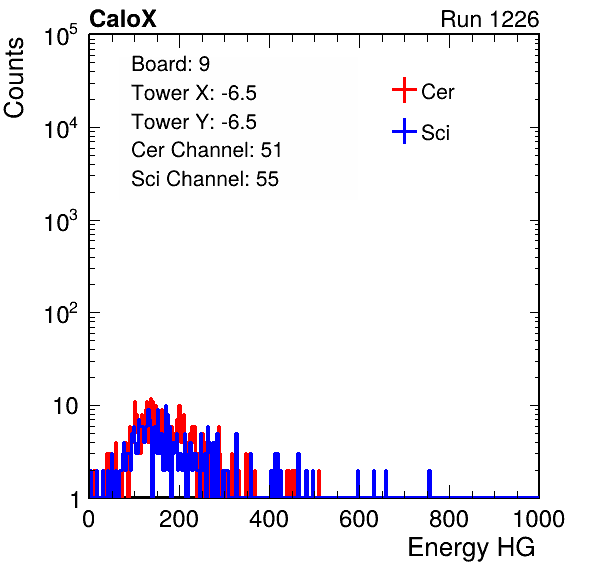 CaloX
Run 1226
Counts
Board: 9
Tower X: -6.5
Tower Y: -6.5
Cer Channel: 51
Sci Channel: 55
Cer
Sci
10^5
10^4
10^3
10^2
10
1
0 200 400 600 800 1000
Energy HG